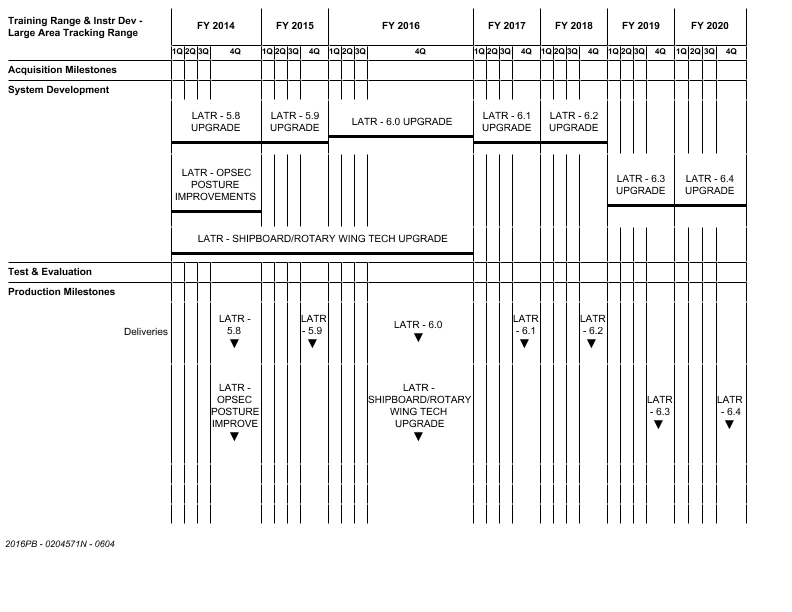 Training Range & Instr Dev -
Large Area Tracking Range
FY 2014 FY 2015 FY 2016 FY 2017 FY 2018 FY 2019 FY 2020
1Q 2Q 3Q 4Q 1Q 2Q 3Q 4Q 1Q 2Q 3Q 4Q 1Q 2Q 3Q 4Q 1Q 2Q 3Q 4Q 1Q 2Q 3Q 4Q 1Q 2Q 3Q 4Q
Acquisition Milestones
System Development
LATR - 5.8
UPGRADE
LATR - 5.9
UPGRADE
LATR - 6.0 UPGRADE
LATR - 6.1
UPGRADE
LATR - 6.2
UPGRADE
LATR - OPSEC
POSTURE
IMPROVEMENTS
LATR - 6.3
UPGRADE
LATR - 6.4
UPGRADE
LATR - SHIPBOARD/ROTARY WING TECH UPGRADE
Test & Evaluation
Production Milestones
Deliveries
LATR -
5.8
LATR
- 5.9
LATR - 6.0
LATR
- 6.1
LATR
- 6.2
LATR -
OPSEC
POSTURE
IMPROVE
LATR -
SHIPBOARD/ROTARY
WING TECH
UPGRADE
LATR
- 6.3
LATR
- 6.4
2016PB - 0204571N - 0604